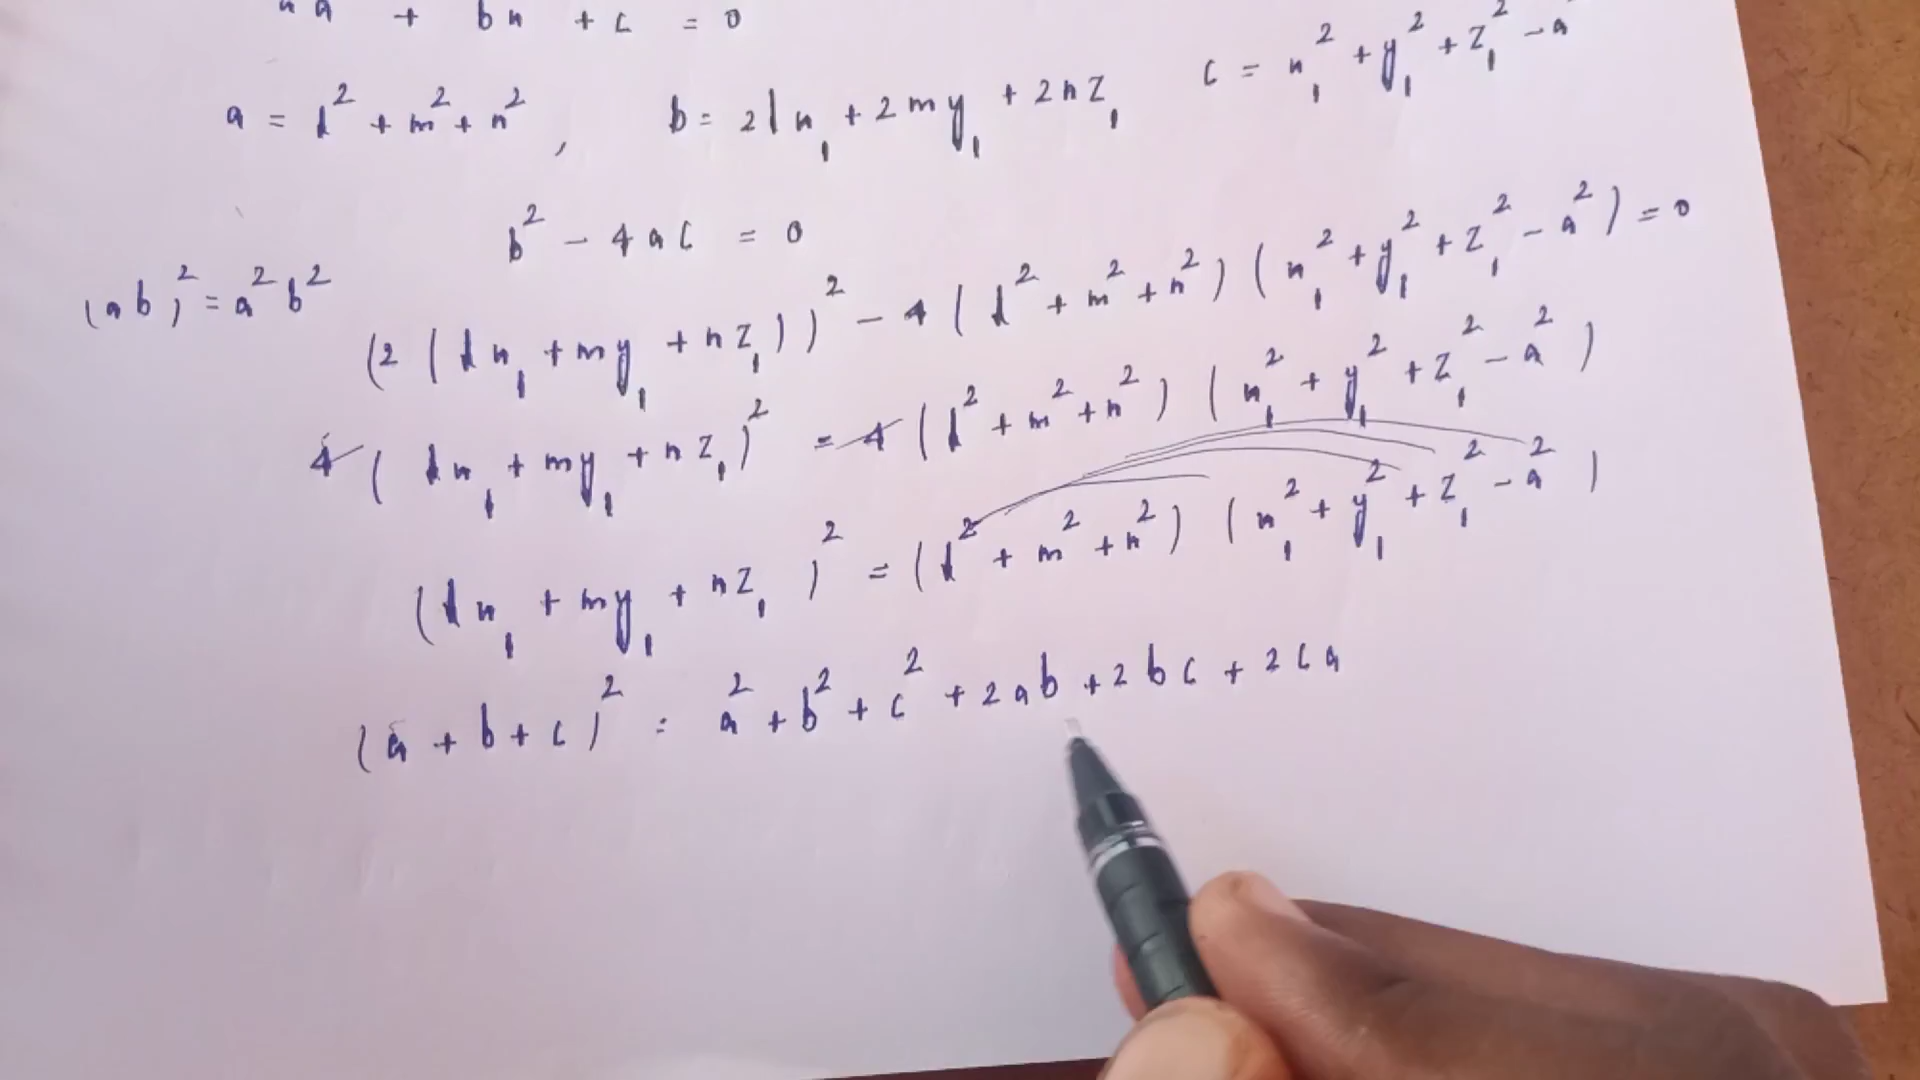 a + bn + c = 0
a = l² + m² + n² , b = 2lx₁ + 2my₁ + 2nz₁ c = x₁² + y₁² + z₁² - a
b² - 4ac = 0
(ab)² = a²b²
(2(lx₁ + my₁ + nz₁))² - 4(l² + m² + n²)(x₁² + y₁² + z₁² - a²) = 0
4(lx₁ + my₁ + nz₁)² = 4(l² + m² + n²)(x₁² + y₁² + z₁² - a²)
(lx₁ + my₁ + nz₁)² = (l² + m² + n²)(x₁² + y₁² + z₁² - a²)
(a + b + c)² = a² + b² + c² + 2ab + 2bc + 2ca